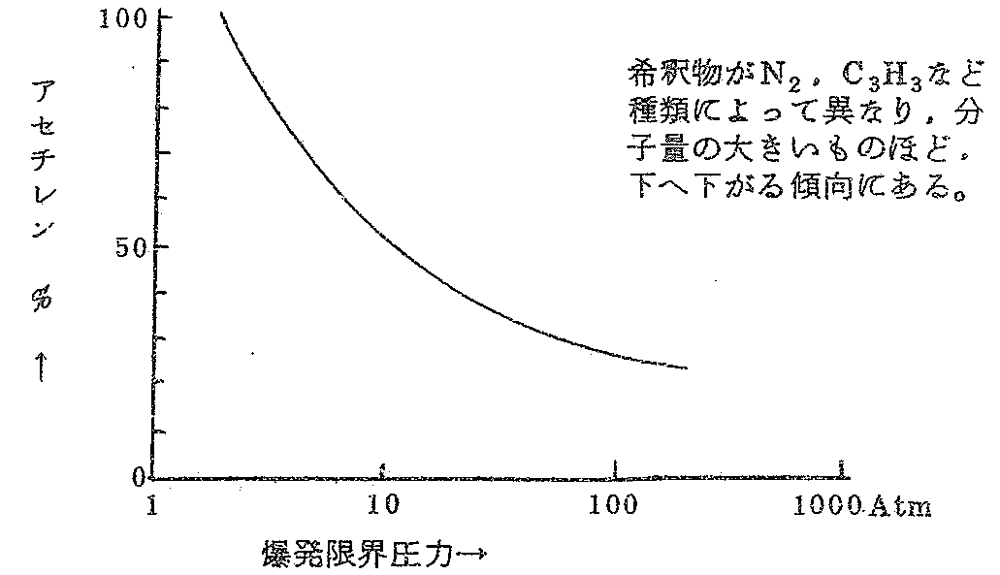 100
50
0
アセチレン % ↑
希釈物がN₂,C₃H₃など
種類によって異なり,分
子量の大きいものほど,
下へ下がる傾向にある。
1 10 100 1000 Atm
爆発限界圧力→